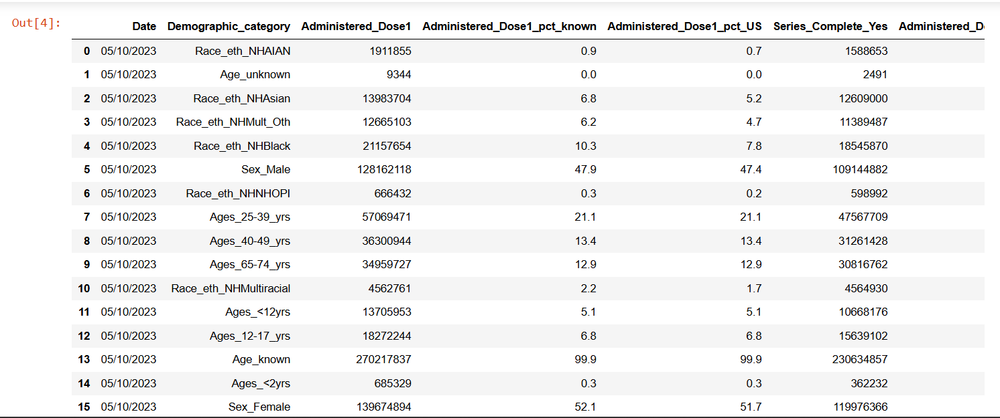 Out[4]:
Date Demographic_category Administered_Dose1 Administered_Dose1_pct_known Administered_Dose1_pct_US Series_Complete_Yes Administered_D
0 05/10/2023 Race_eth_NHAIAN 1911855 0.9 0.7 1588653
1 05/10/2023 Age_unknown 9344 0.0 0.0 2491
2 05/10/2023 Race_eth_NHAsian 13983704 6.8 5.2 12609000
3 05/10/2023 Race_eth_NHMult_Oth 12665103 6.2 4.7 11389487
4 05/10/2023 Race_eth_NHBlack 21157654 10.3 7.8 18545870
5 05/10/2023 Sex_Male 128162118 47.9 47.4 109144882
6 05/10/2023 Race_eth_NHNHOPI 666432 0.3 0.2 598992
7 05/10/2023 Ages_25-39_yrs 57069471 21.1 21.1 47567709
8 05/10/2023 Ages_40-49_yrs 36300944 13.4 13.4 31261428
9 05/10/2023 Ages_65-74_yrs 34959727 12.9 12.9 30816762
10 05/10/2023 Race_eth_NHMultiracial 4562761 2.2 1.7 4564930
11 05/10/2023 Ages_<12yrs 13705953 5.1 5.1 10668176
12 05/10/2023 Ages_12-17_yrs 18272244 6.8 6.8 15639102
13 05/10/2023 Age_known 270217837 99.9 99.9 230634857
14 05/10/2023 Ages_<2yrs 685329 0.3 0.3 362232
15 05/10/2023 Sex_Female 139674894 52.1 51.7 119976366